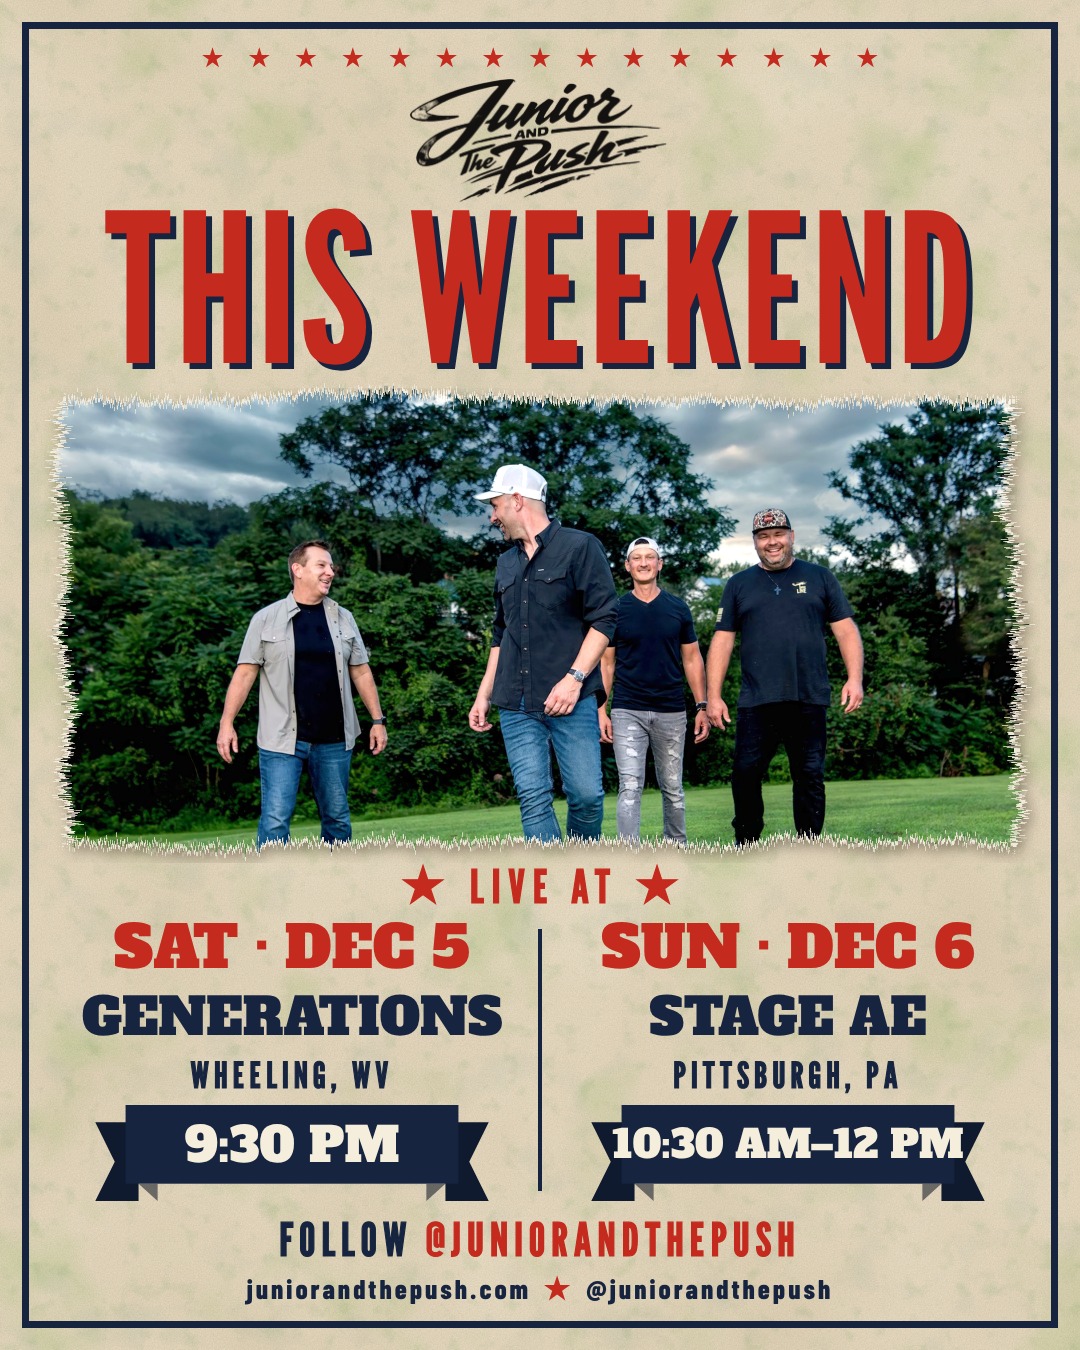 Junior
AND
The Push
THIS WEEKEND
LIVE AT
SAT · DEC 5
GENERATIONS
WHEELING, WV
9:30 PM
SUN · DEC 6
STAGE AE
PITTSBURGH, PA
10:30 AM–12 PM
FOLLOW @JUNIORANDTHEPUSH
juniorandthepush.com ★ @juniorandthepush